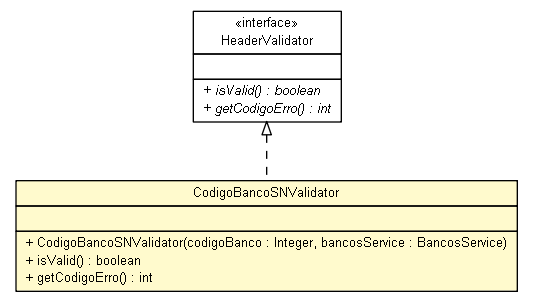 «interface»
HeaderValidator
+ isValid() : boolean
+ getCodigoErro() : int
CodigoBancoSNValidator
+ CodigoBancoSNValidator(codigoBanco : Integer, bancosService : BancosService)
+ isValid() : boolean
+ getCodigoErro() : int